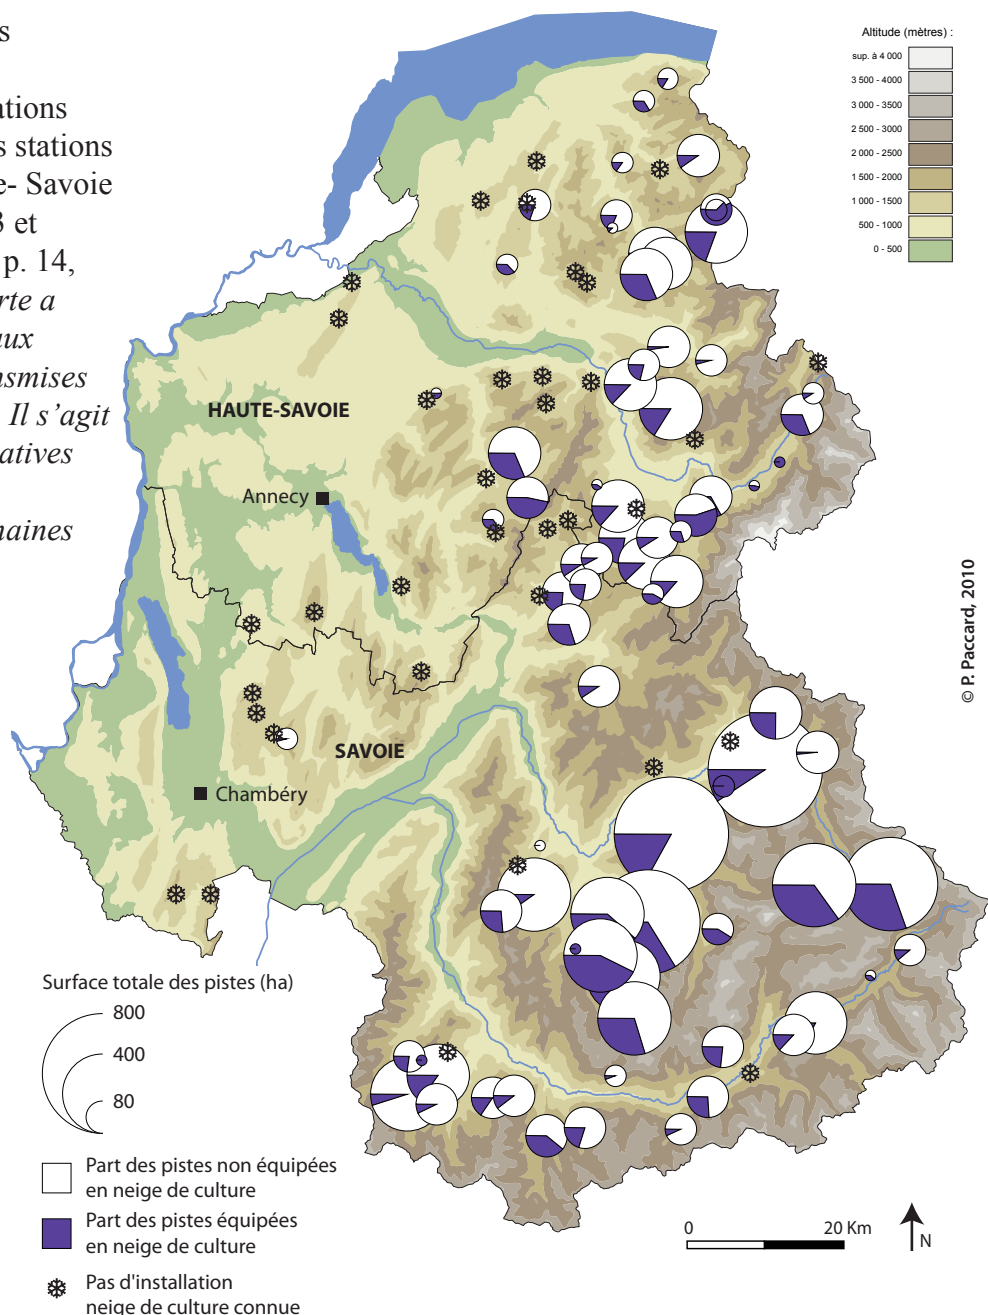 s
ations
s stations
e- Savoie
3 et
p. 14,
rte a
aux
nsmises
Il s'agit
atives
naines
Altitude (mètres) :
sup. à 4 000
3 500 - 4000
3 000 - 3500
2 500 - 3000
2 000 - 2500
1 500 - 2000
1 000 - 1500
500 - 1000
0 - 500
HAUTE-SAVOIE
Annecy
SAVOIE
Chambéry
© P. Paccard, 2010
Surface totale des pistes (ha)
800
400
80
Part des pistes non équipées
en neige de culture
Part des pistes équipées
en neige de culture
Pas d'installation
neige de culture connue
0 20 Km
N